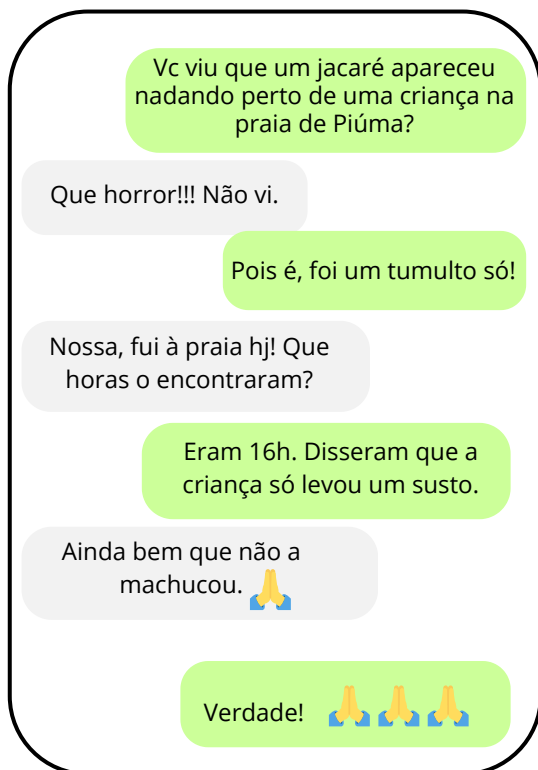 Vc viu que um jacaré apareceu
nadando perto de uma criança na
praia de Piúma?
Que horror!!! Não vi.
Pois é, foi um tumulto só!
Nossa, fui à praia hj! Que
horas o encontraram?
Eram 16h. Disseram que a
criança só levou um susto.
Ainda bem que não a
machucou. 🙏
Verdade! 🙏🙏🙏